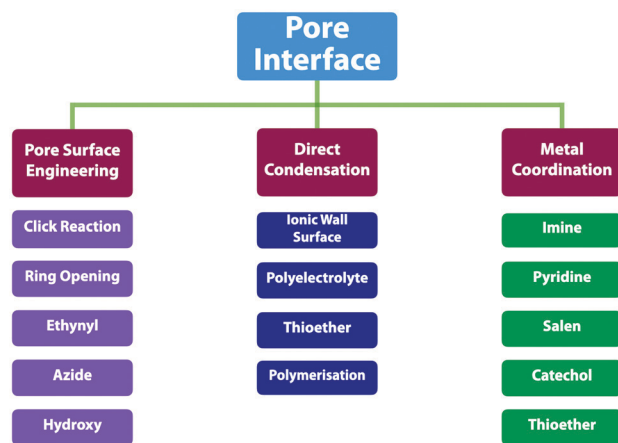 Pore
Interface
Pore Surface
Engineering
Click Reaction
Ring Opening
Ethynyl
Azide
Hydroxy
Direct
Condensation
Ionic Wall
Surface
Polyelectrolyte
Thioether
Polymerisation
Metal
Coordination
Imine
Pyridine
Salen
Catechol
Thioether